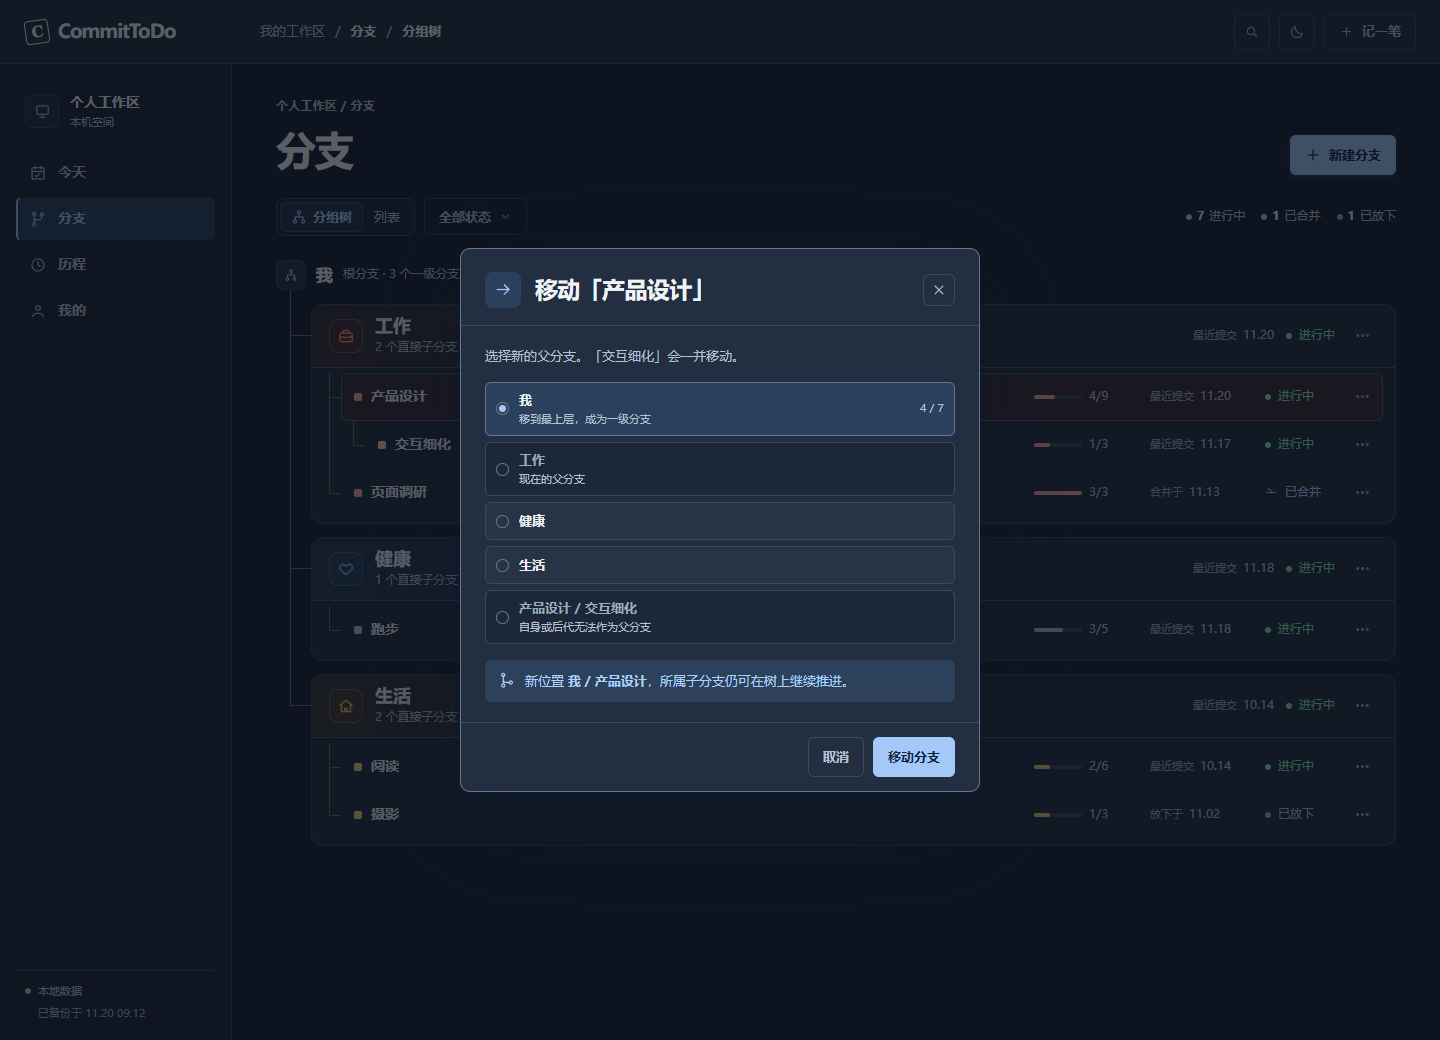 C CommitToDo
我的工作区 / 分支 / 分组树
记一笔
个人工作区
本机空间
今天
分支
历程
我的
本地数据
已备份于 11.20 09:12
个人工作区 / 分支
分支
新建分支
分组树 列表 全部状态
7 进行中 1 已合并 1 已放下
我 根分支 · 3 个一级分支
工作
2 个直接子分支
最近提交 11.20 进行中
产品设计 4/9 最近提交 11.20 进行中
交互细化 1/3 最近提交 11.17 进行中
页面调研 3/3 合并于 11.13 已合并
健康
1 个直接子分支
最近提交 11.18 进行中
跑步 3/5 最近提交 11.18 进行中
生活
2 个直接子分支
最近提交 10.14 进行中
阅读 2/6 最近提交 10.14 进行中
摄影 1/3 放下于 11.02 已放下
移动「产品设计」
选择新的父分支。「交互细化」会一并移动。
我
移到最上层，成为一级分支
4 / 7
工作
现在的父分支
健康
生活
产品设计 / 交互细化
自身或后代无法作为父分支
新位置 我 / 产品设计，所属子分支仍可在树上继续推进。
取消 移动分支